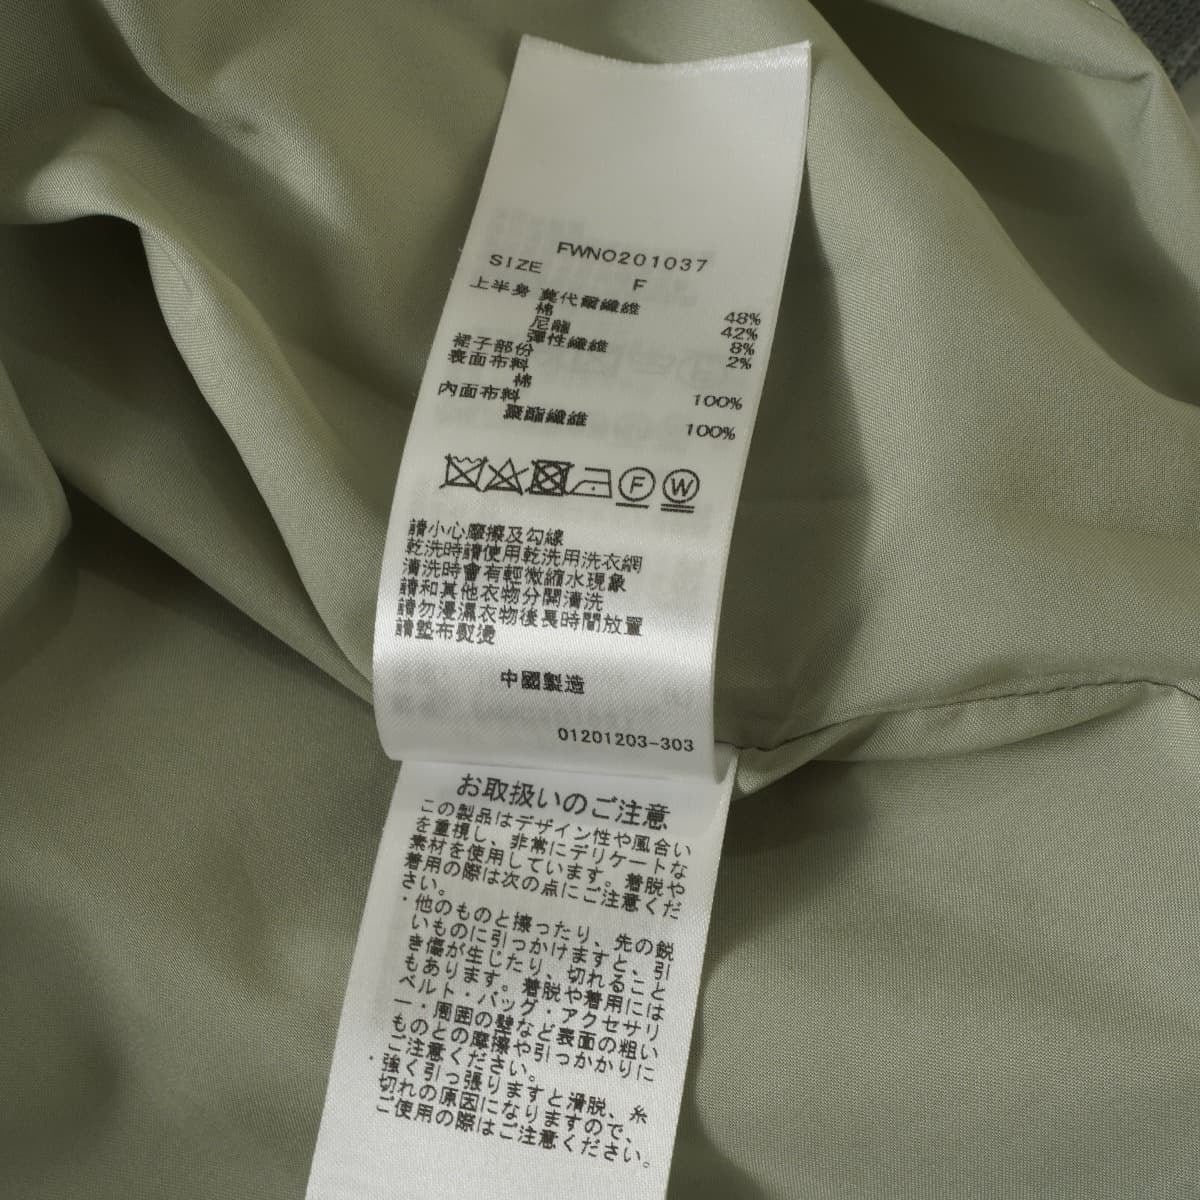 FWNO201037
SIZE F
上半身 莫代爾纖維 48%
棉 42%
尼龍 8%
彈性纖維 2%
裙子部份
表面布料
棉 100%
內面布料
聚酯纖維 100%
F W
請小心摩擦及勾線
乾洗時請使用乾洗用洗衣網
清洗時會有輕微縮水現象
請和其他衣物分開清洗
請勿浸濕衣物後長時間放置
請墊布熨燙
中國製造
01201203-303
お取扱いのご注意
この製品はデザイン性や風合い
を重視し、非常にデリケートな
素材を使用しています。着脱や
着用の際は次の点にご注意くだ
さい。
・他のものと擦ったり、先の鋭
いものに引っかけますと、引
き傷が生じたり、切れること
もあります。着脱や着用には
ベルト・バッグ・アクセサリ
ー・周囲の壁など表面の粗い
ものとの摩擦や引っかかりに
ご注意ください。
・強く引っ張りますと滑脱、糸
切れの原因になりますので、
ご使用の際はご注意ください。